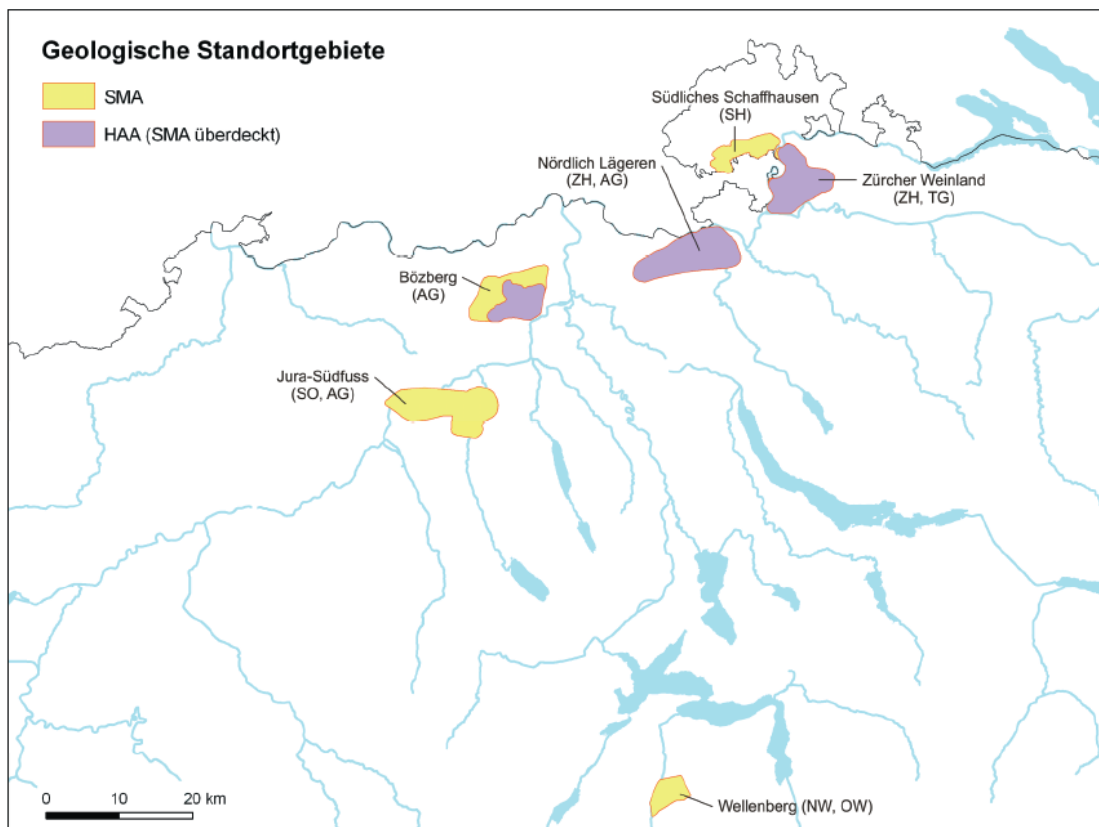 Geologische Standortgebiete
SMA
HAA (SMA überdeckt)
Südliches Schaffhausen
(SH)
Nördlich Lägeren
(ZH, AG)
Zürcher Weinland
(ZH, TG)
Bözberg
(AG)
Jura-Südfuss
(SO, AG)
Wellenberg (NW, OW)
0 10 20 km